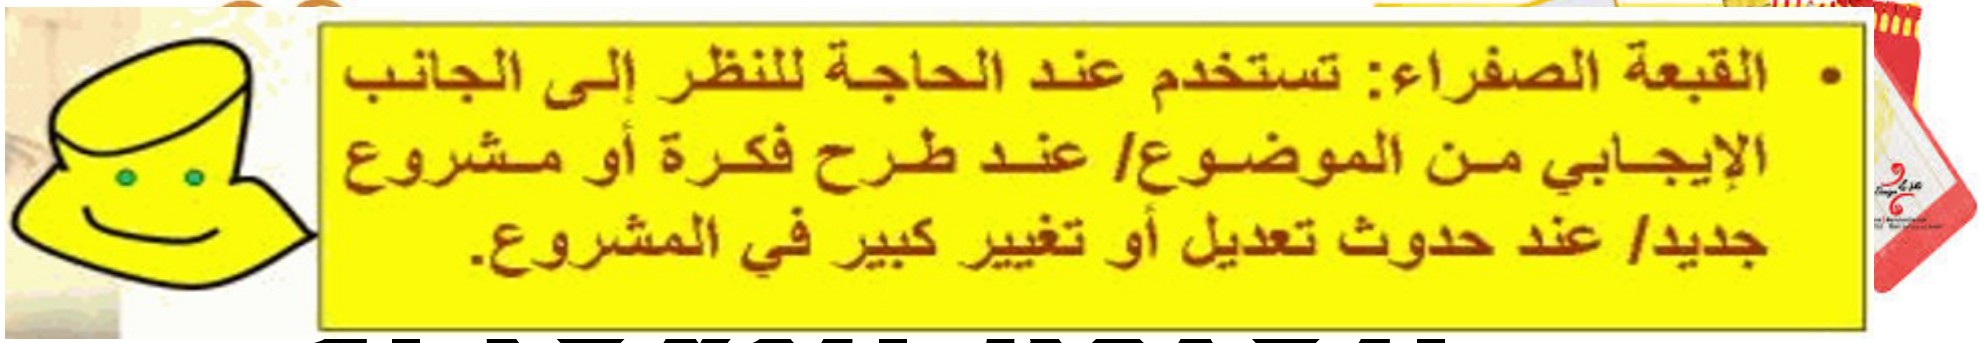 • القبعة الصفراء: تستخدم عند الحاجة للنظر إلى الجانب
الإيجابي من الموضوع/ عند طرح فكرة أو مشروع
جديد/ عند حدوث تعديل أو تغيير كبير في المشروع.